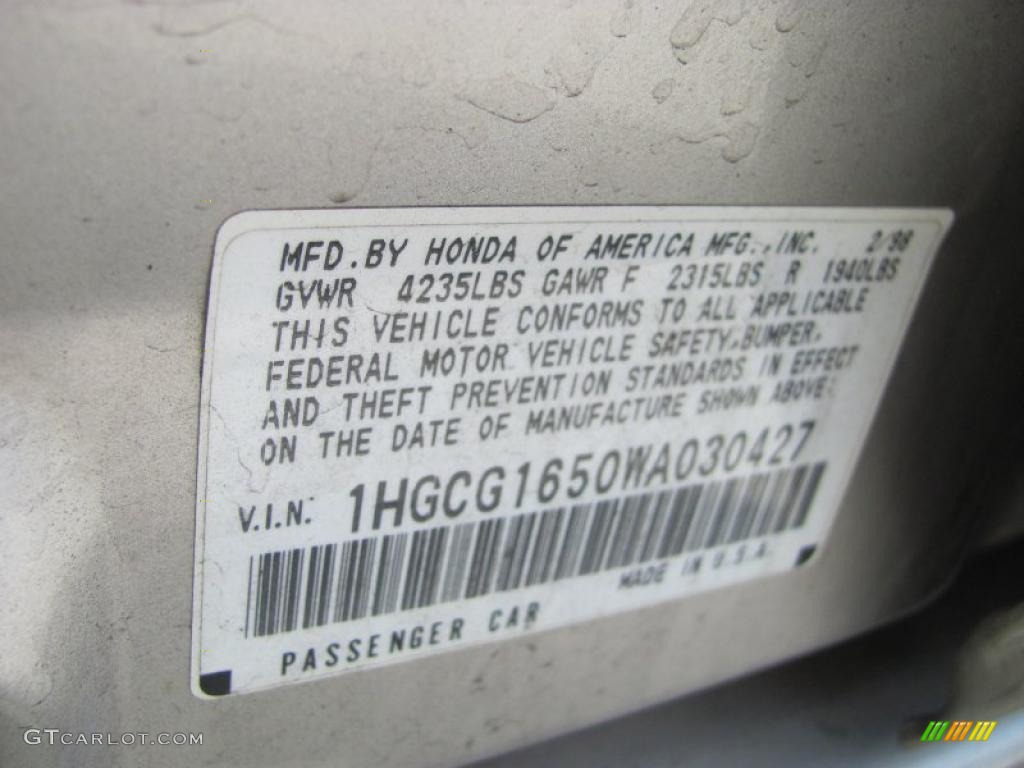 MFD. BY HONDA OF AMERICA MFG., INC. 2/98
GVWR 4235LBS GAWR F 2315LBS R 1940LBS
THIS VEHICLE CONFORMS TO ALL APPLICABLE
FEDERAL MOTOR VEHICLE SAFETY, BUMPER,
AND THEFT PREVENTION STANDARDS IN EFFECT
ON THE DATE OF MANUFACTURE SHOWN ABOVE.
V.I.N: 1HGCG1650WA030427
MADE IN U.S.A.
PASSENGER CAR
GTCARLOT.COM